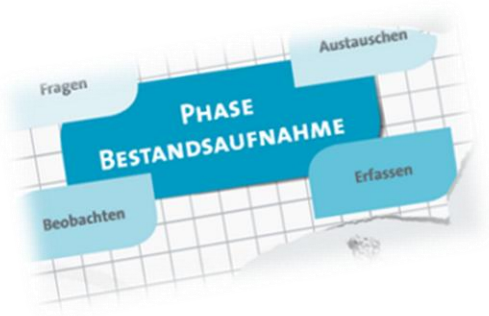 Fragen
Austauschen
PHASE
BESTANDSAUFNAHME
Beobachten
Erfassen